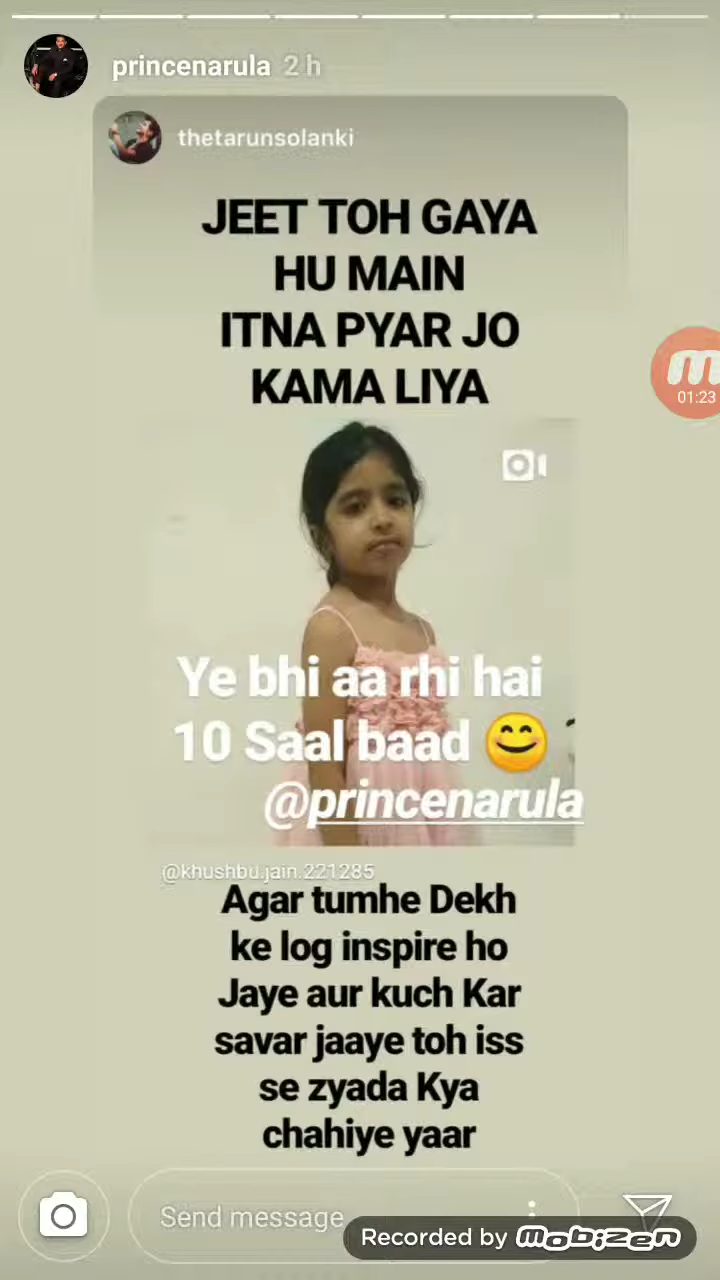 princenarula 2 h
thetarunsolanki
JEET TOH GAYA
HU MAIN
ITNA PYAR JO
KAMA LIYA
01:23
Ye bhi aa rhi hai
10 Saal baad 😊
@princenarula
@khushbu.jain.221285
Agar tumhe Dekh
ke log inspire ho
Jaye aur kuch Kar
savar jaaye toh iss
se zyada Kya
chahiye yaar
Send message
Recorded by mobizen